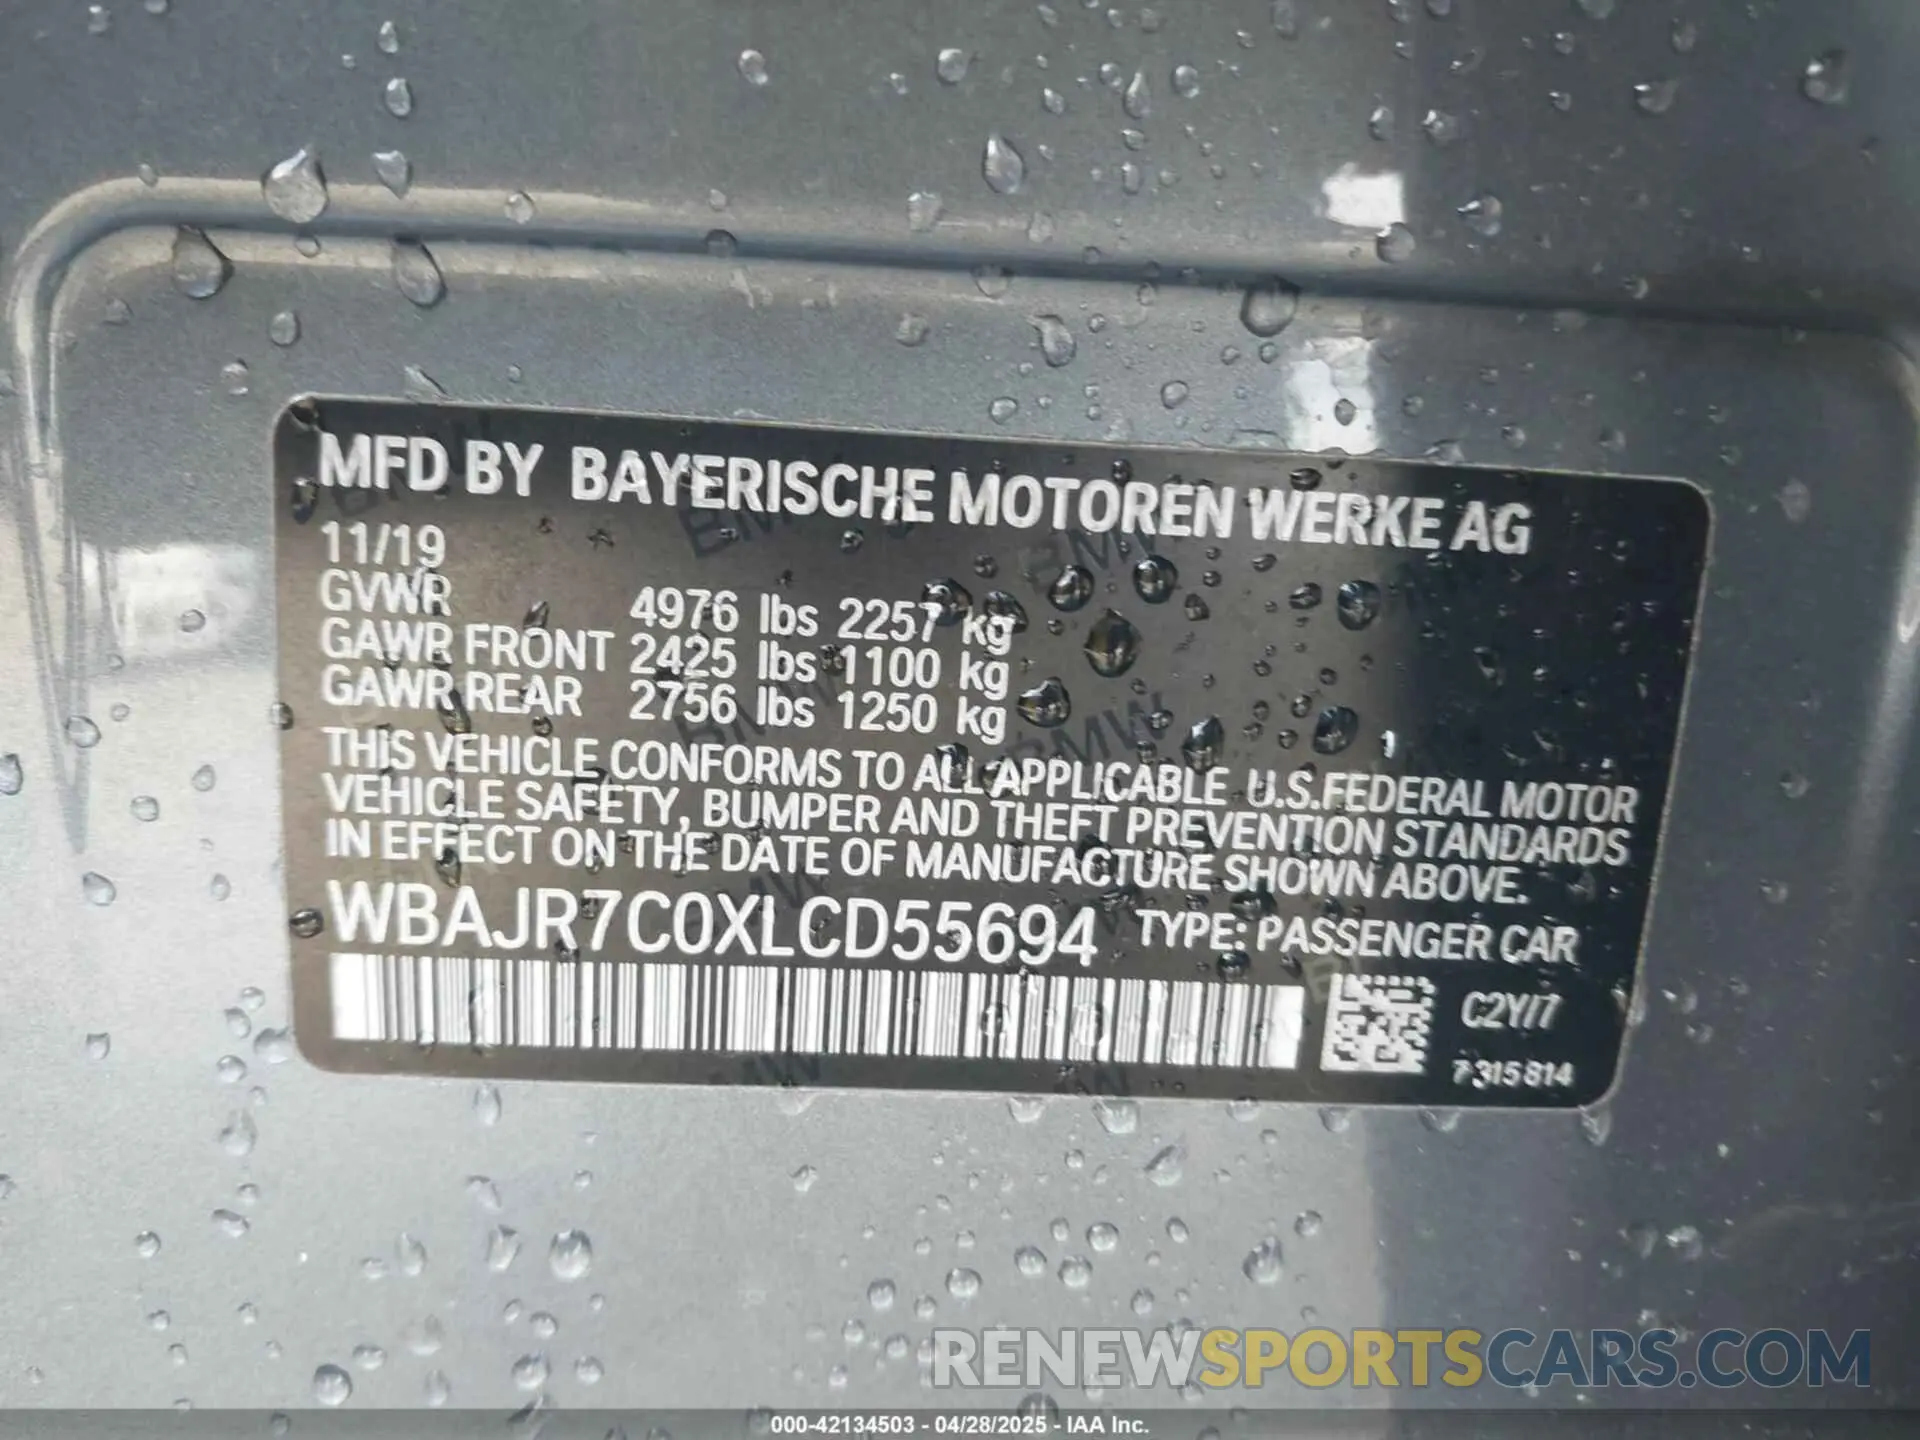 MFD BY BAYERISCHE MOTOREN WERKE AG
11/19
GVWR 4976 lbs 2257 kg
GAWR FRONT 2425 lbs 1100 kg
GAWR REAR 2756 lbs 1250 kg
THIS VEHICLE CONFORMS TO ALL APPLICABLE U.S.FEDERAL MOTOR
VEHICLE SAFETY, BUMPER AND THEFT PREVENTION STANDARDS
IN EFFECT ON THE DATE OF MANUFACTURE SHOWN ABOVE.
WBAJR7C0XLCD55694 TYPE: PASSENGER CAR
C2Y/7
7 315 814
RENEWSPORTSCARS.COM
000-42134503 - 04/28/2025 - IAA Inc.